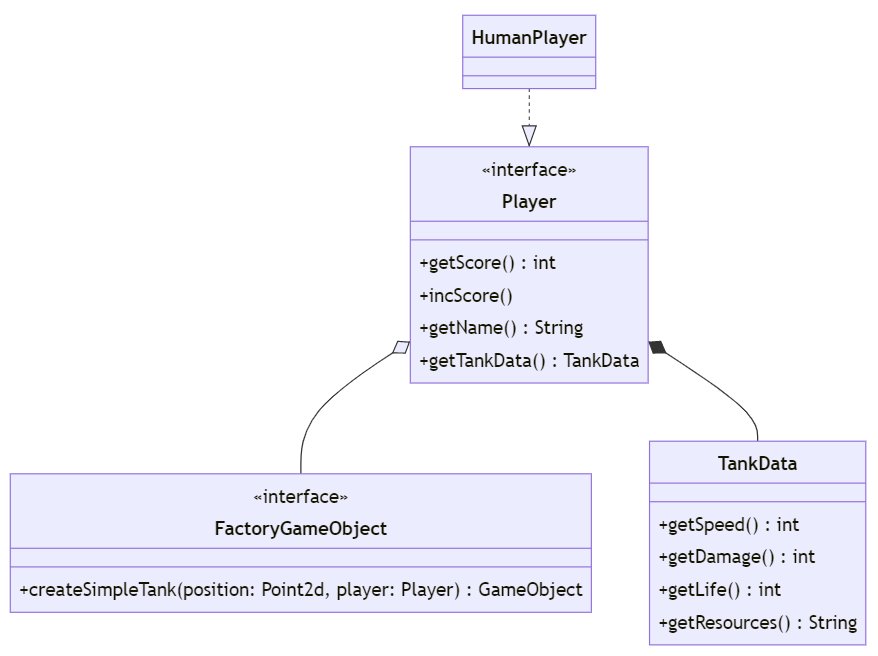 HumanPlayer
«interface»
Player
+getScore() : int
+incScore()
+getName() : String
+getTankData() : TankData
«interface»
FactoryGameObject
+createSimpleTank(position: Point2d, player: Player) : GameObject
TankData
+getSpeed() : int
+getDamage() : int
+getLife() : int
+getResources() : String